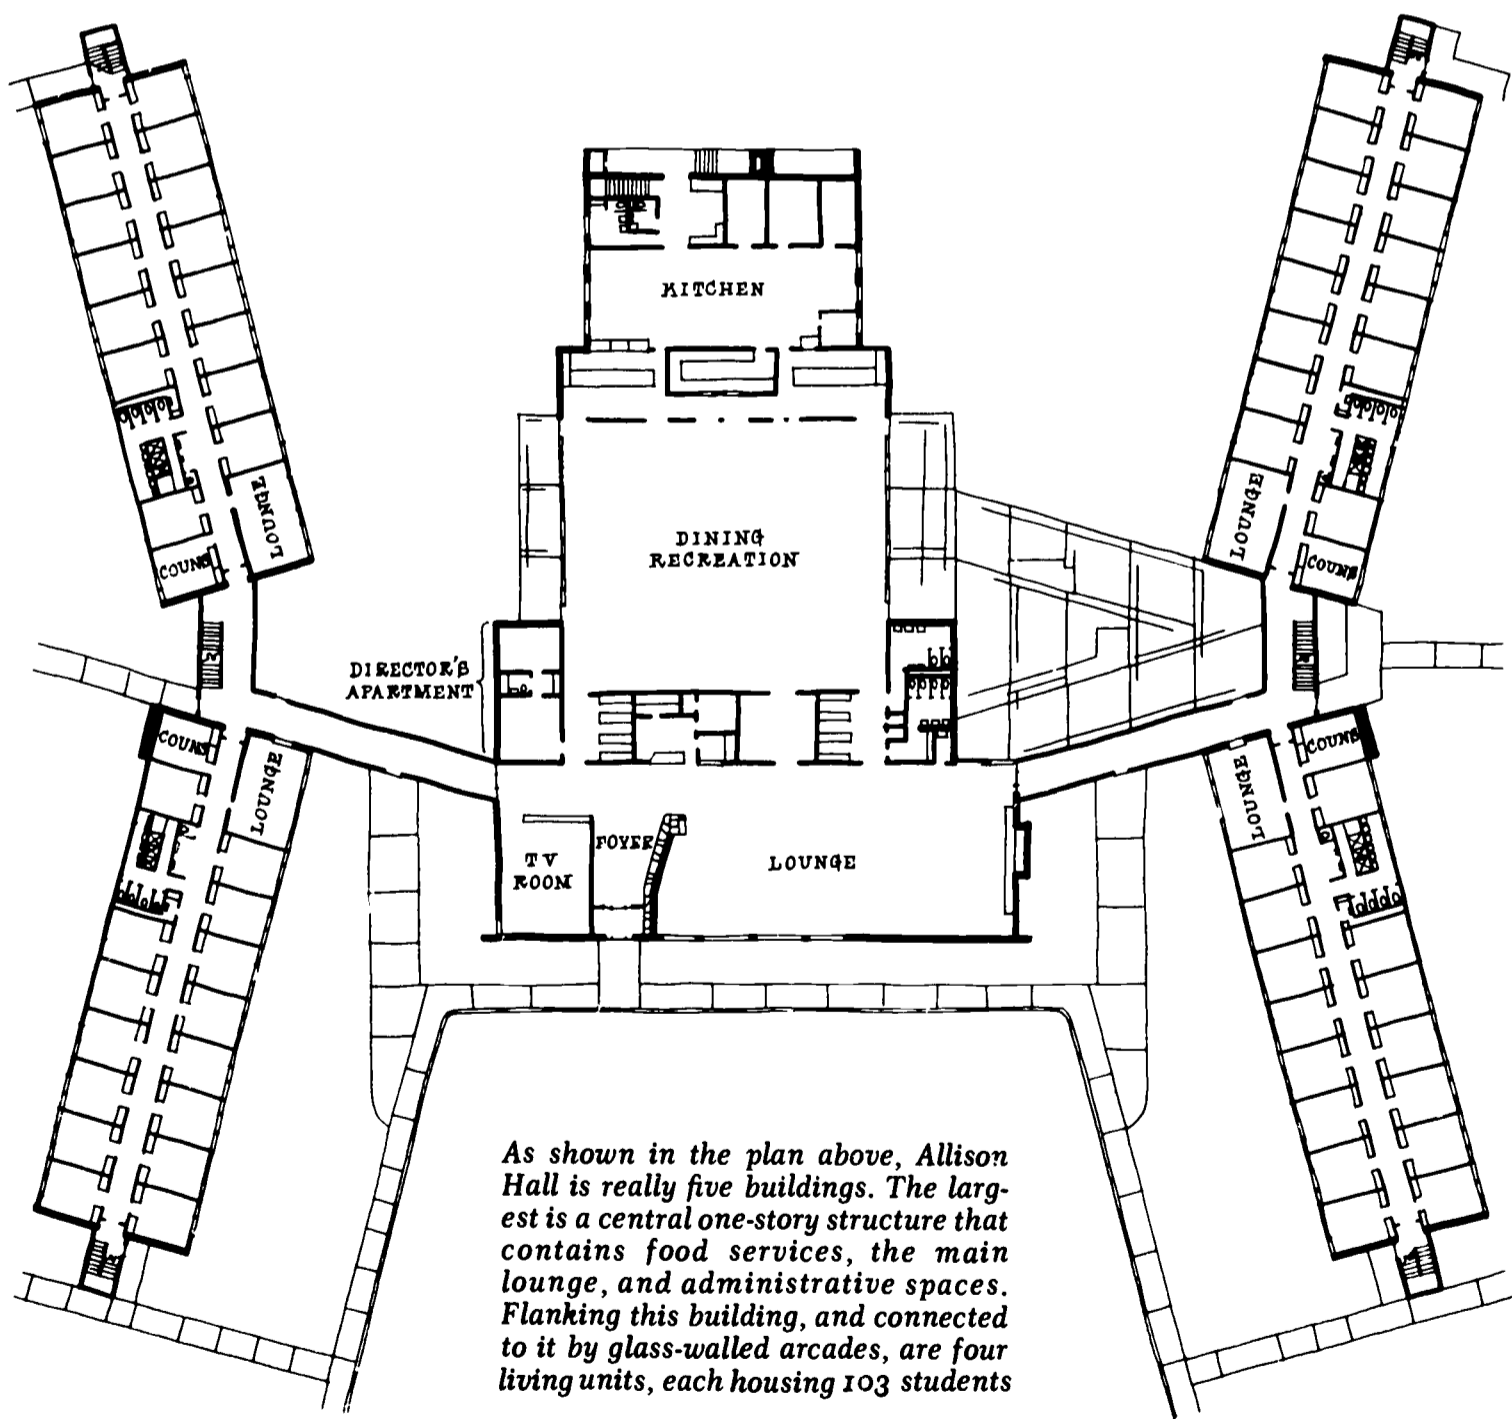 KITCHEN
LOUNGE
LOUNGE
DINING
RECREATION
COUNS
COUNS
DIRECTOR'S
APARTMENT
COUNS
LOUNGE
LOUNGE
COUNS
FOYER
TV
ROOM
LOUNGE
As shown in the plan above, Allison
Hall is really five buildings. The larg-
est is a central one-story structure that
contains food services, the main
lounge, and administrative spaces.
Flanking this building, and connected
to it by glass-walled arcades, are four
living units, each housing 103 students